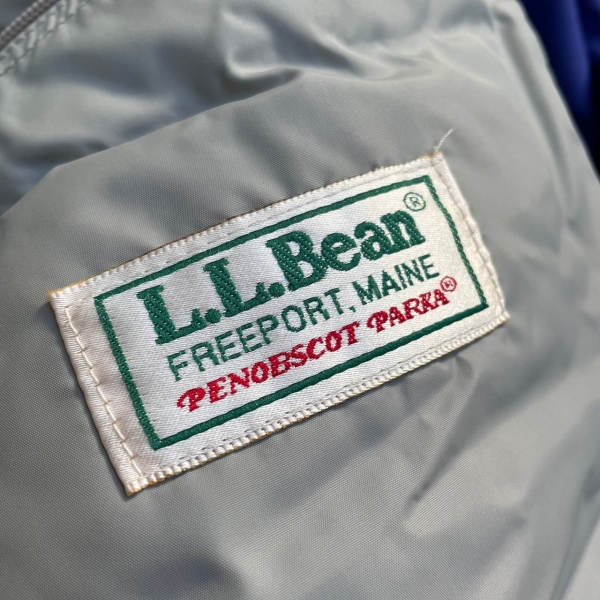 L.L.Bean®
FREEPORT, MAINE
PENOBSCOT PARKA®